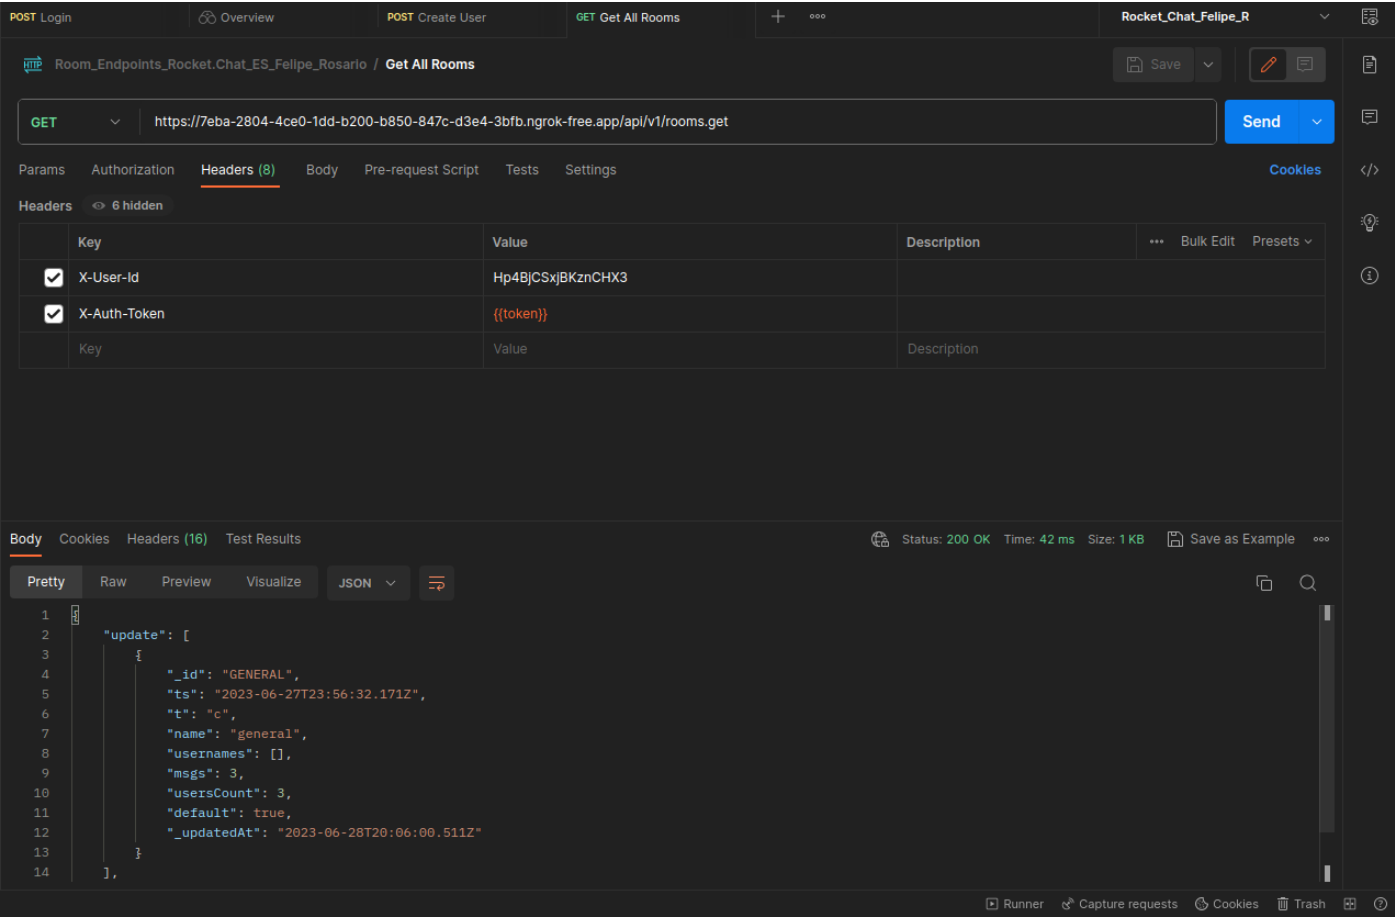 POST Login
Overview
POST Create User
GET Get All Rooms
Rocket_Chat_Felipe_R
Room_Endpoints_Rocket.Chat_ES_Felipe_Rosario / Get All Rooms
Save
GET
https://7eba-2804-4ce0-1dd-b200-b850-847c-d3e4-3bfb.ngrok-free.app/api/v1/rooms.get
Send
Params Authorization Headers (8) Body Pre-request Script Tests Settings Cookies
Headers 6 hidden
Key Value Description Bulk Edit Presets
X-User-Id Hp4BjCSxjBKznCHX3
X-Auth-Token {{token}}
Key Value Description
Body Cookies Headers (16) Test Results Status: 200 OK Time: 42 ms Size: 1 KB Save as Example
Pretty Raw Preview Visualize JSON
1 {
2 "update": [
3 {
4 "_id": "GENERAL",
5 "ts": "2023-06-27T23:56:32.171Z",
6 "t": "c",
7 "name": "general",
8 "usernames": [],
9 "msgs": 3,
10 "usersCount": 3,
11 "default": true,
12 "_updatedAt": "2023-06-28T20:06:00.511Z"
13 }
14 ],
Runner Capture requests Cookies Trash